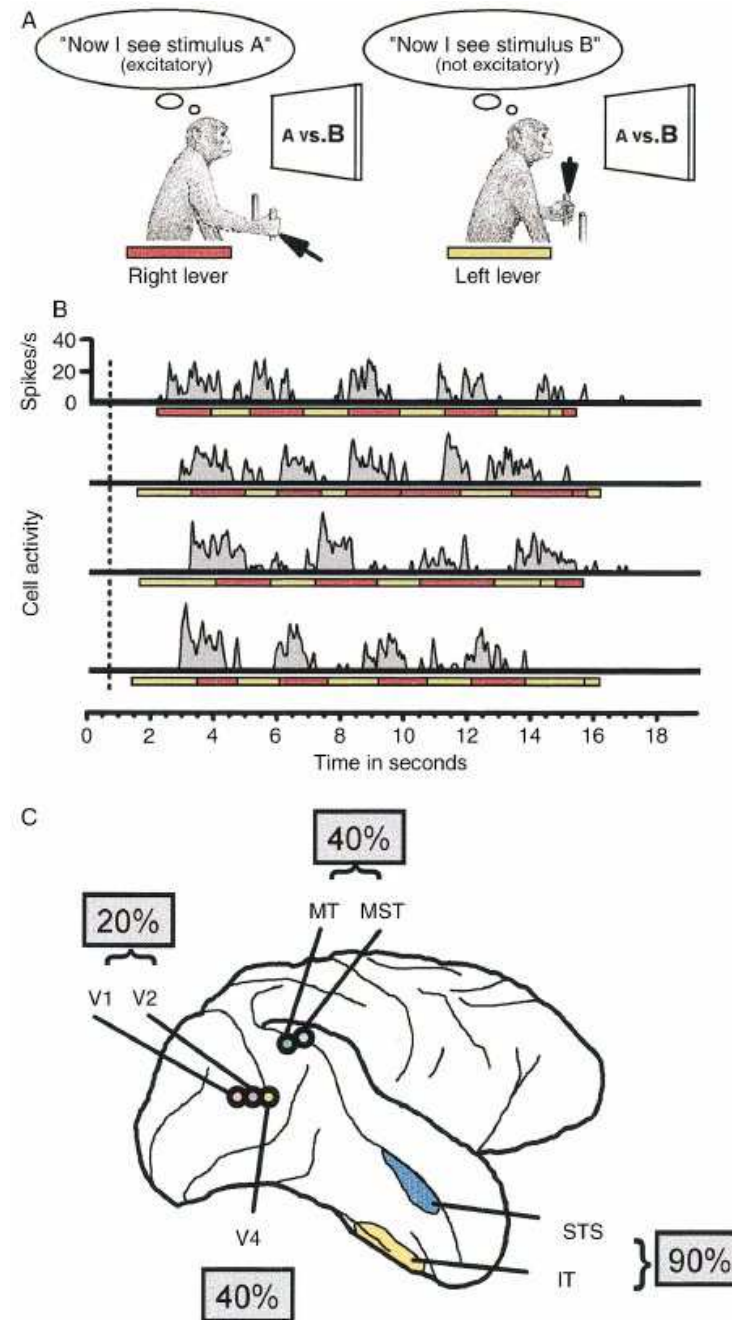 A
"Now I see stimulus A"
(excitatory)
A vs.B
Right lever
"Now I see stimulus B"
(not excitatory)
A vs.B
Left lever
B
Spikes/s
40
20
0
Cell activity
0 2 4 6 8 10 12 14 16 18
Time in seconds
C
40%
MT MST
20%
V1 V2
V4
40%
STS
IT
90%